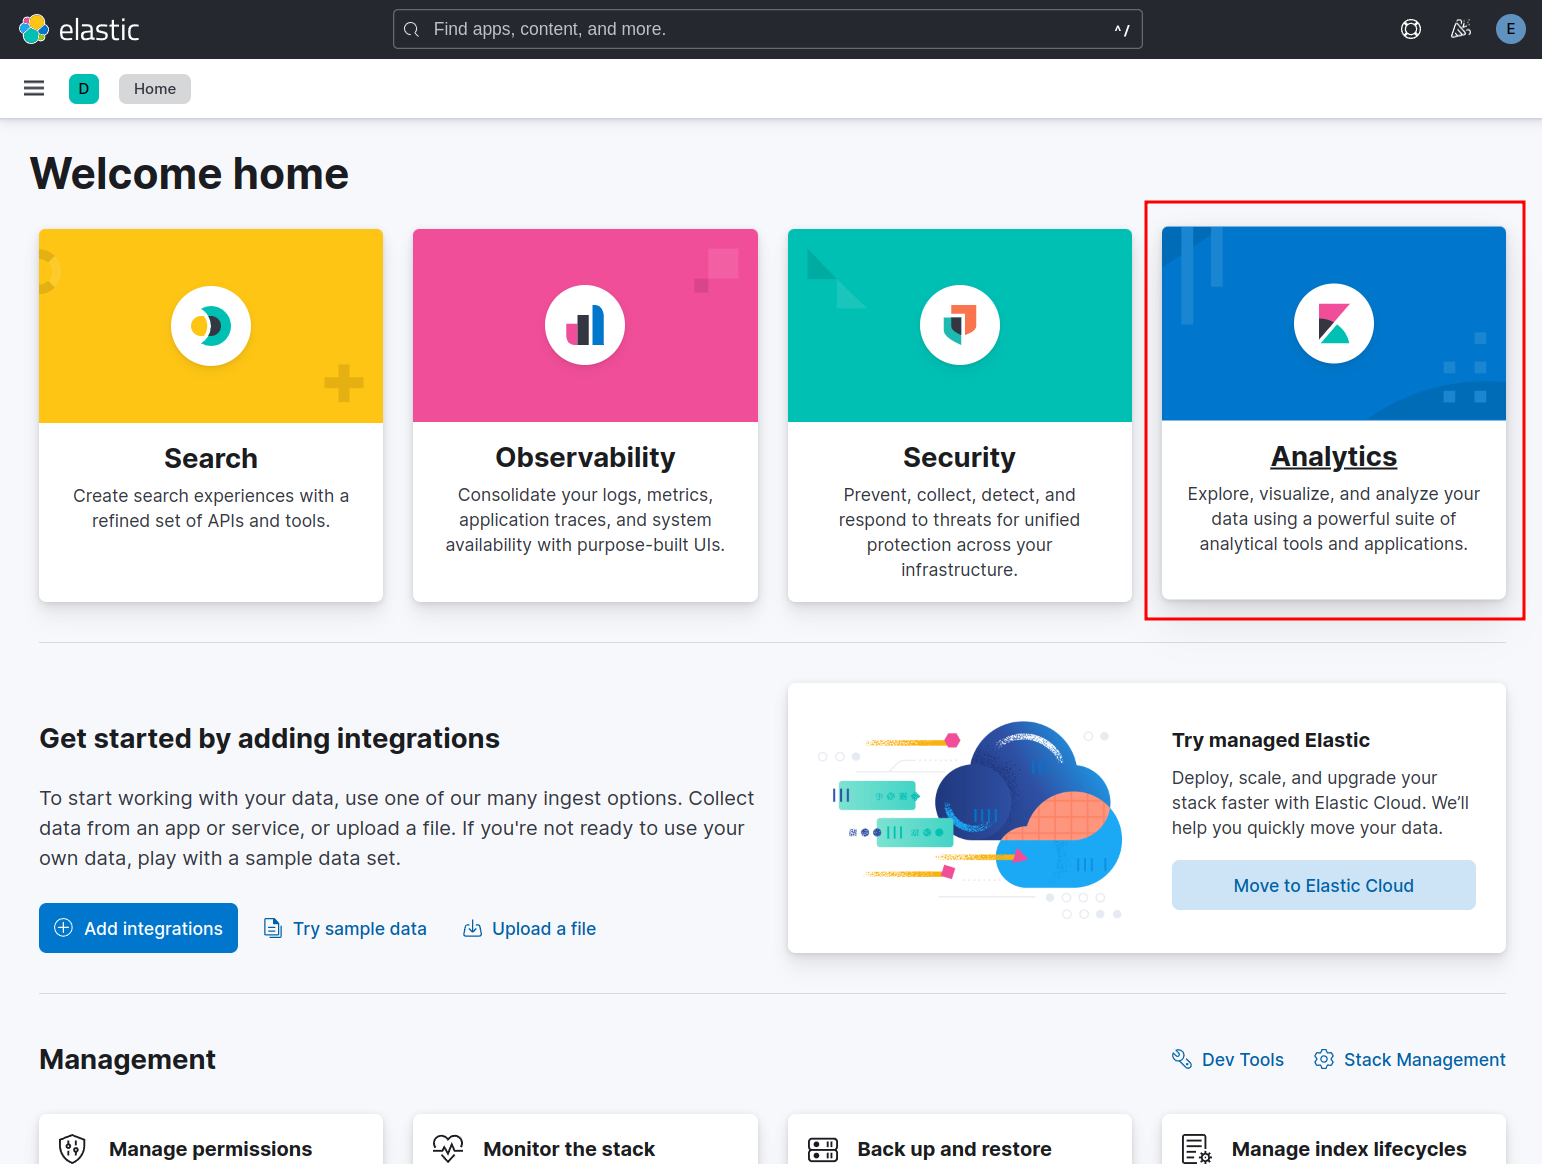 elastic
Find apps, content, and more.
^/
E
D
Home
Welcome home
Search
Create search experiences with a
refined set of APIs and tools.
Observability
Consolidate your logs, metrics,
application traces, and system
availability with purpose-built UIs.
Security
Prevent, collect, detect, and
respond to threats for unified
protection across your
infrastructure.
Analytics
Explore, visualize, and analyze your
data using a powerful suite of
analytical tools and applications.
Get started by adding integrations
To start working with your data, use one of our many ingest options. Collect
data from an app or service, or upload a file. If you're not ready to use your
own data, play with a sample data set.
Add integrations
Try sample data
Upload a file
Try managed Elastic
Deploy, scale, and upgrade your
stack faster with Elastic Cloud. We’ll
help you quickly move your data.
Move to Elastic Cloud
Management
Dev Tools
Stack Management
Manage permissions
Monitor the stack
Back up and restore
Manage index lifecycles